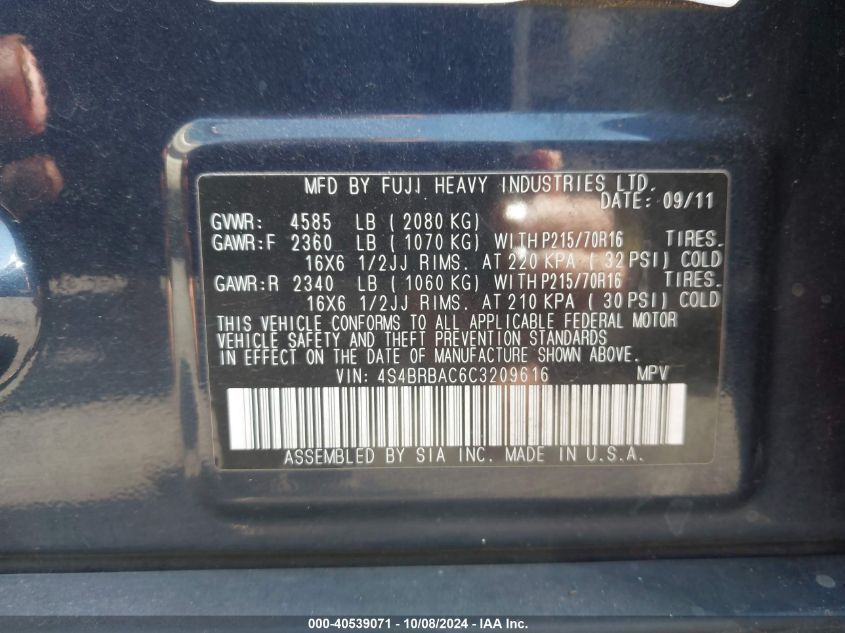 MFD BY FUJI HEAVY INDUSTRIES LTD.
DATE: 09/11
GVWR: 4585 LB ( 2080 KG)
GAWR:F 2360 LB ( 1070 KG) WITH P215/70R16 TIRES.
16X6 1/2JJ RIMS. AT 220 KPA ( 32 PSI) COLD
GAWR:R 2340 LB ( 1060 KG) WITH P215/70R16 TIRES.
16X6 1/2JJ RIMS. AT 210 KPA ( 30 PSI) COLD
THIS VEHICLE CONFORMS TO ALL APPLICABLE FEDERAL MOTOR
VEHICLE SAFETY AND THEFT PREVENTION STANDARDS
IN EFFECT ON THE DATE OF MANUFACTURE SHOWN ABOVE.
VIN: 4S4BRBAC6C3209616 MPV
ASSEMBLED BY SIA INC. MADE IN U.S.A.
000-40539071 - 10/08/2024 - IAA Inc.